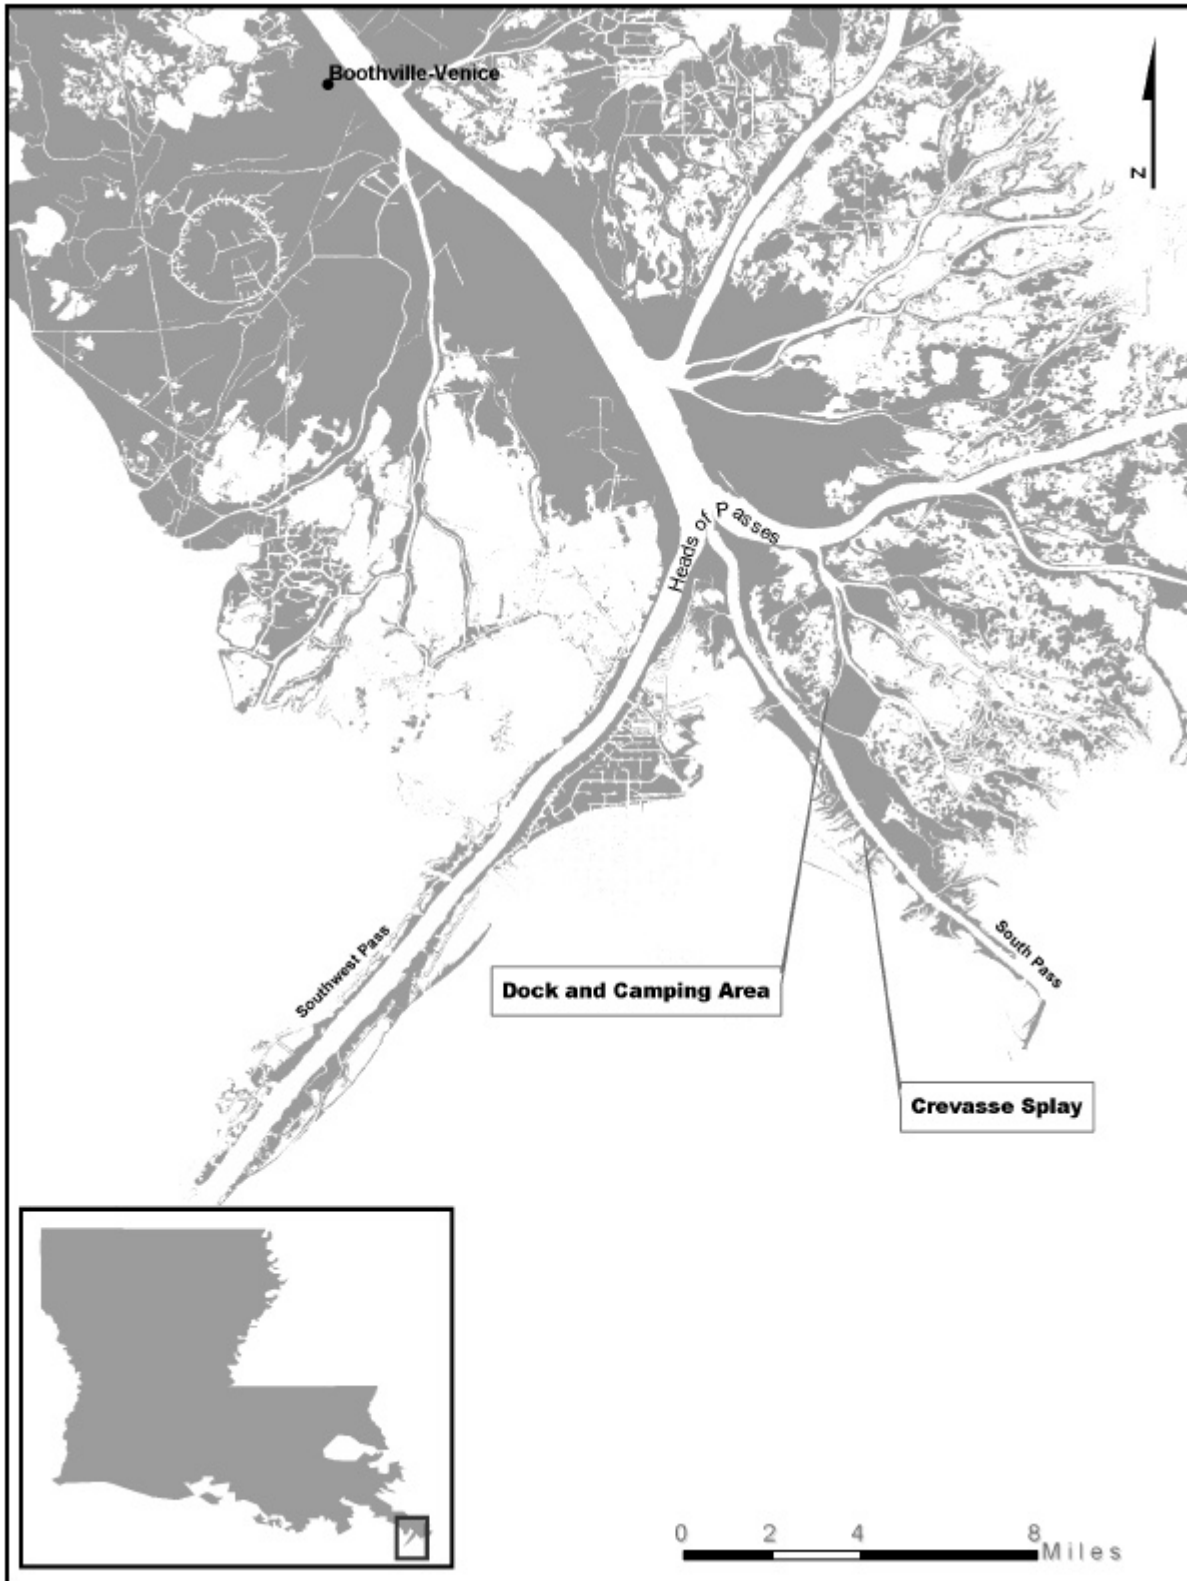 Boothville-Venice
N
Heads of Passes
Southwest Pass
South Pass
Dock and Camping Area
Crevasse Splay
0 2 4 8
Miles